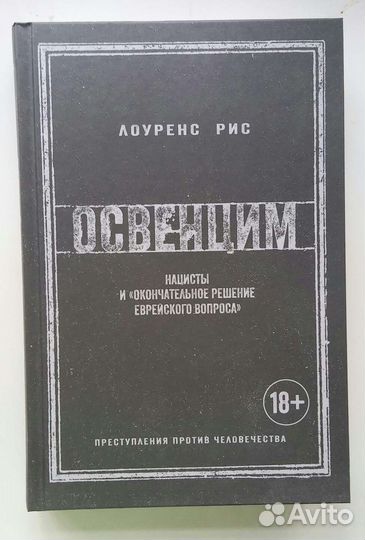 ЛОУРЕНС РИС
ОСВЕНЦИМ
НАЦИСТЫ
И «ОКОНЧАТЕЛЬНОЕ РЕШЕНИЕ
ЕВРЕЙСКОГО ВОПРОСА»
18+
ПРЕСТУПЛЕНИЯ ПРОТИВ ЧЕЛОВЕЧЕСТВА
Avito